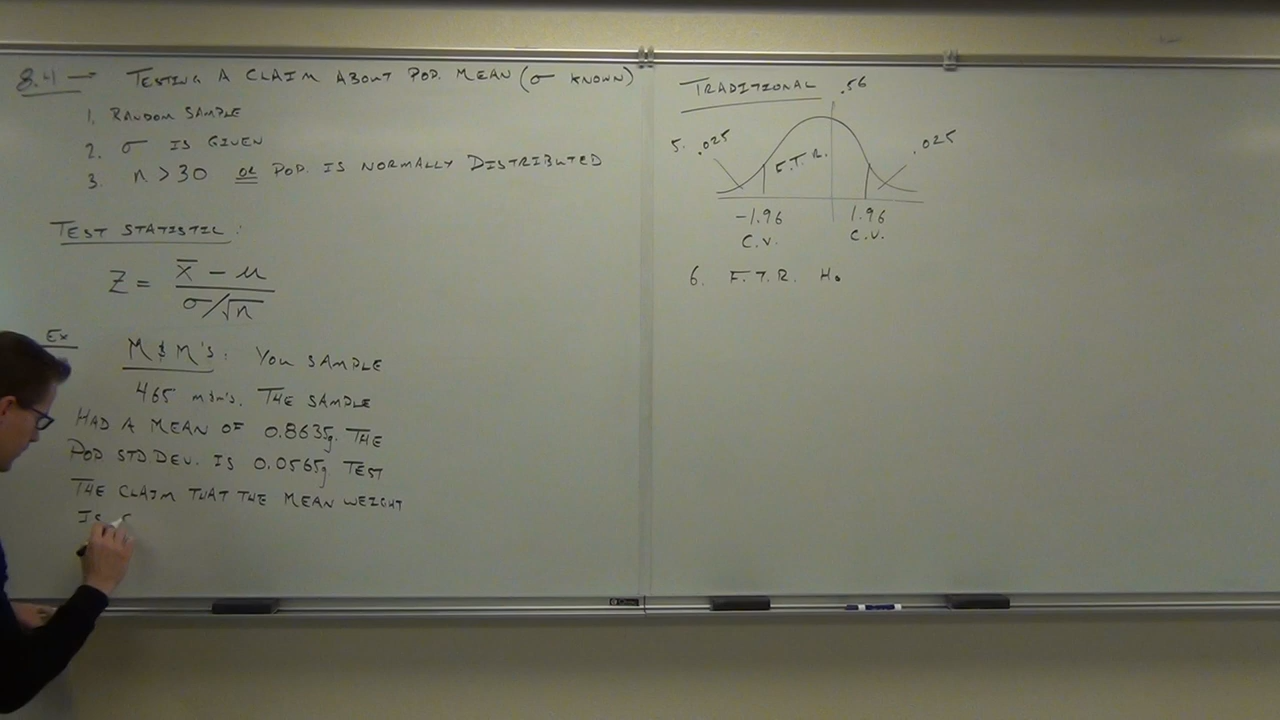 8.4 → TESTING A CLAIM ABOUT POP. MEAN (σ KNOWN)
1. RANDOM SAMPLE
2. σ IS GIVEN
3. n > 30 OR POP. IS NORMALLY DISTRIBUTED
TEST STATISTIC:
Z = (x̄ - μ) / (σ/√n)
Ex
M&M's: YOU SAMPLE
465 m&m's. THE SAMPLE
HAD A MEAN OF 0.8635g. THE
POP STD.DEV. IS 0.0565g TEST
THE CLAIM THAT THE MEAN WEIGHT
IS
TRADITIONAL
.56
5. .025
.025
F.T.R.
-1.96
1.96
C.V.
C.V.
6. F.T.R. H₀